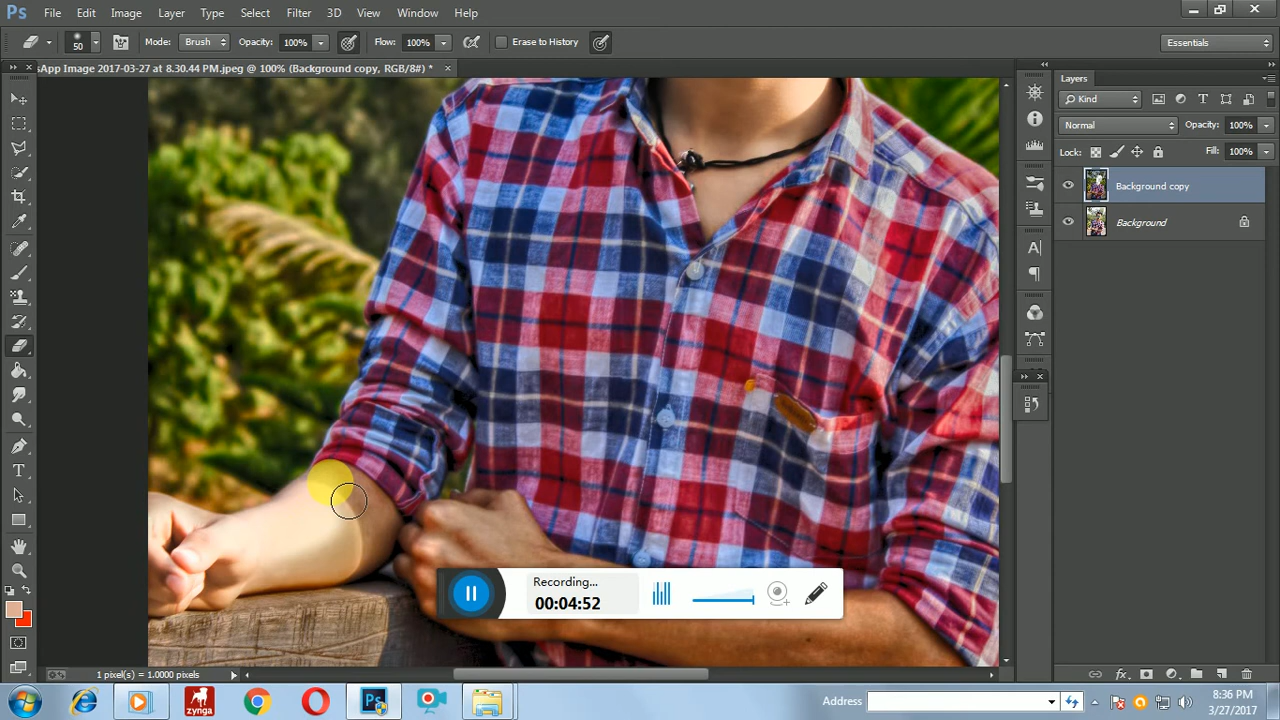 Ps File Edit Image Layer Type Select Filter 3D View Window Help
50 Mode: Brush Opacity: 100% Flow: 100% Erase to History Essentials
sApp Image 2017-03-27 at 8.30.44 PM.jpeg @ 100% (Background copy, RGB/8#) * ×
Layers
Kind
Normal Opacity: 100%
Lock: Fill: 100%
Background copy
Background
Recording...
00:04:52
1 pixel(s) = 1.0000 pixels
zynga Ps Address 8:36 PM
3/27/2017